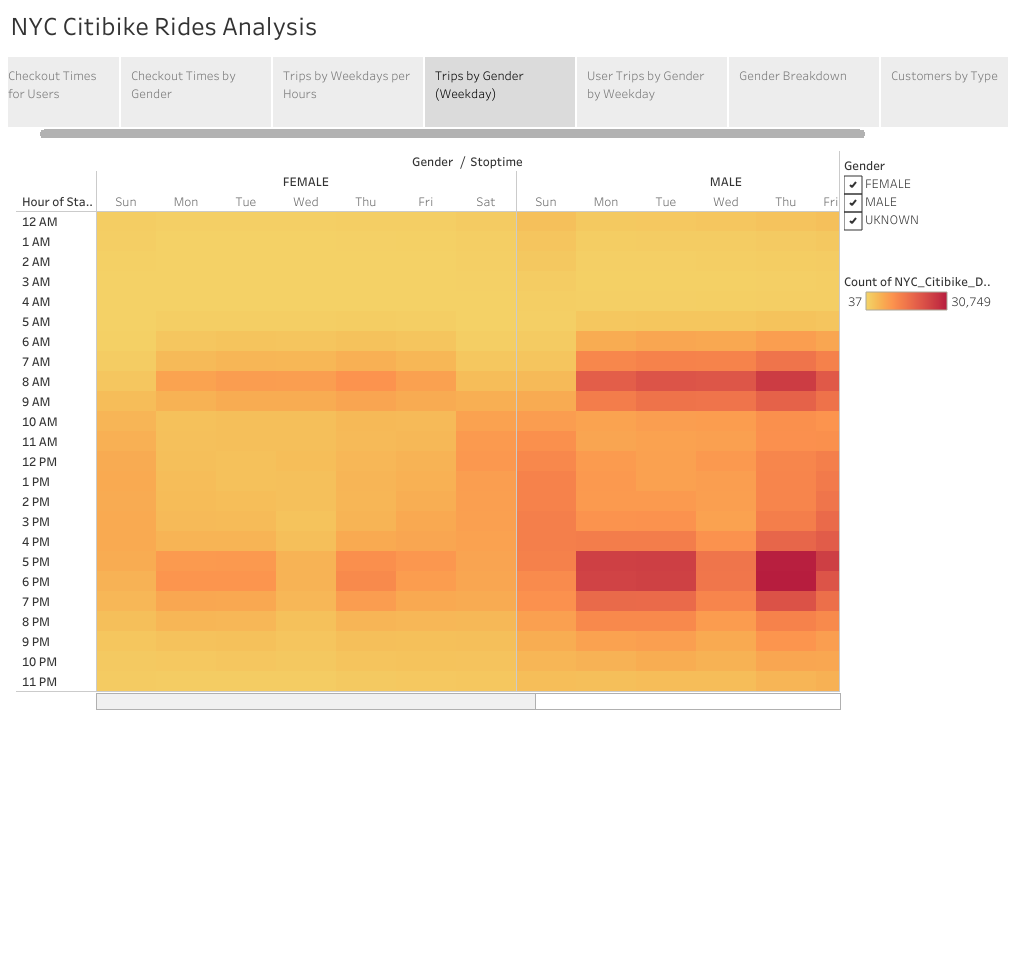 NYC Citibike Rides Analysis
Checkout Times
for Users
Checkout Times by
Gender
Trips by Weekdays per
Hours
Trips by Gender
(Weekday)
User Trips by Gender
by Weekday
Gender Breakdown
Customers by Type
Gender / Stoptime
FEMALE MALE
Hour of Sta.. Sun Mon Tue Wed Thu Fri Sat Sun Mon Tue Wed Thu Fri
12 AM
1 AM
2 AM
3 AM
4 AM
5 AM
6 AM
7 AM
8 AM
9 AM
10 AM
11 AM
12 PM
1 PM
2 PM
3 PM
4 PM
5 PM
6 PM
7 PM
8 PM
9 PM
10 PM
11 PM
Gender
FEMALE
MALE
UKNOWN
Count of NYC_Citibike_D..
37 30,749